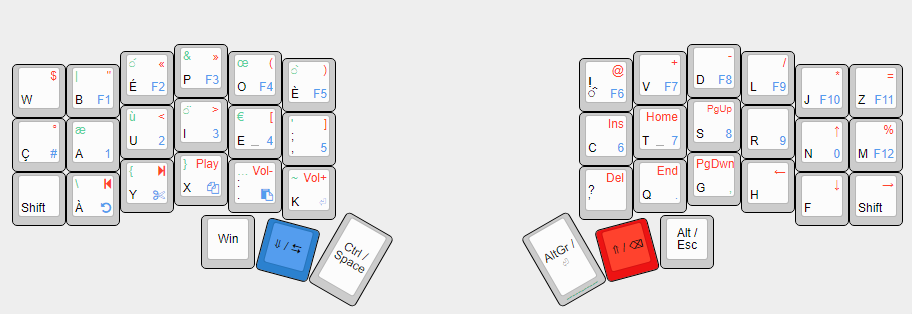 $
W
| "
B F1
«
É F2
& »
P F3
œ (
O F4
)
È F5
@
!
F6
+
V F7
-
D F8
/
L F9
*
J F10
=
Z F11
°
Ç #
æ
A 1
ù <
U 2
>
I 3
€ [
E _ 4
' ]
;
, 5
Ins
C 6
Home
T _ 7
PgUp
S 8
R 9
↑
N 0
%
M F12
Shift
\
À
{
Y
} Play
X
… Vol-
:
.
~ Vol+
K
Del
?
'
End
Q .
PgDwn
G ,
←
H
↓
F
→
Shift
Win
⇓ / ⇆
Ctrl /
Space
AltGr /
⏎
⇑ / ⌫
Alt /
Esc